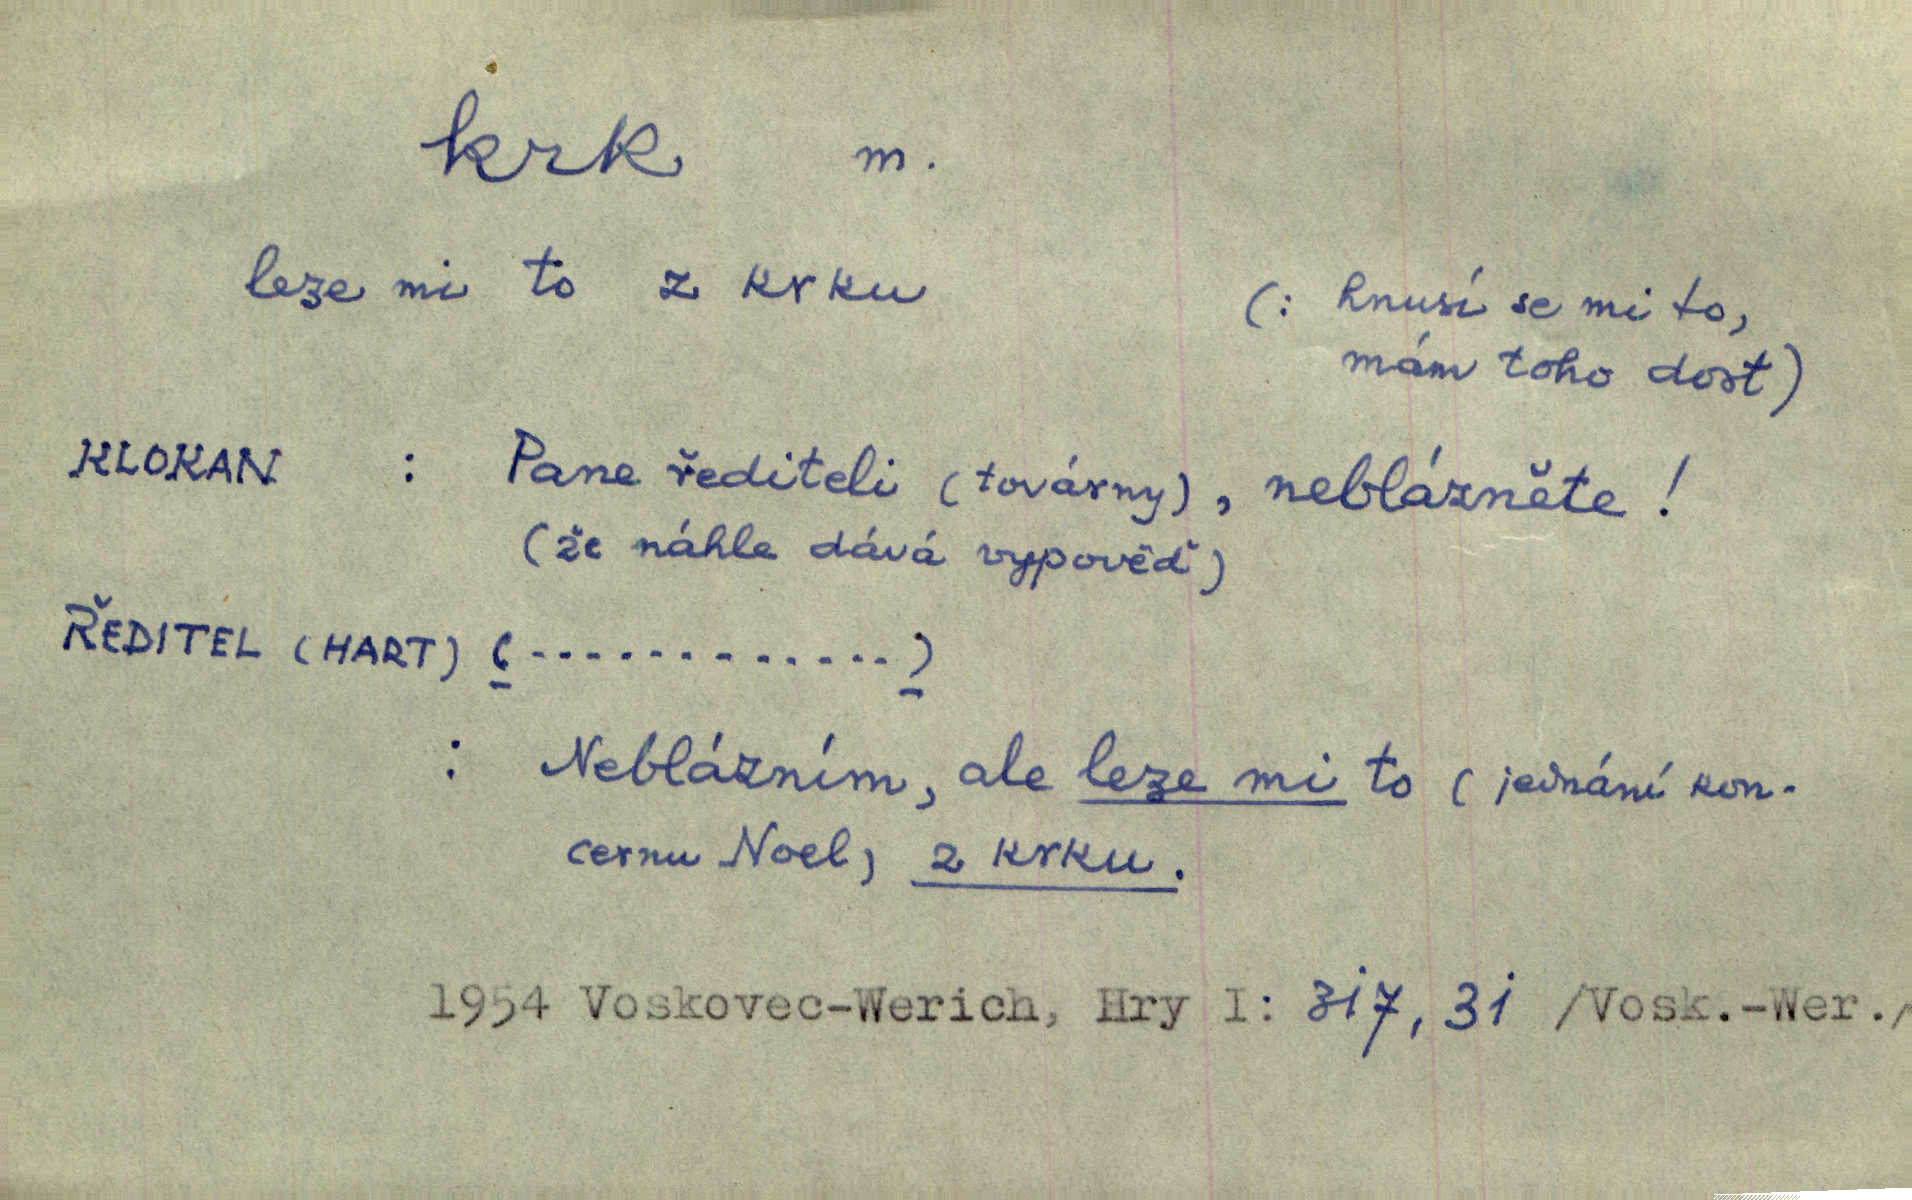 krk m.
leze mi to z krku (: hnusí se mi to,
mám toho dost)
KLOKAN : Pane řediteli (továrny), neblázněte!
(že náhle dává vypověď)
ŘEDITEL (HART) (-------------)
: Neblázním, ale leze mi to (jednání kon-
cernu Noel) z krku.
1954 Voskovec-Werich, Hry I: 317, 31 /Vosk.-Wer./